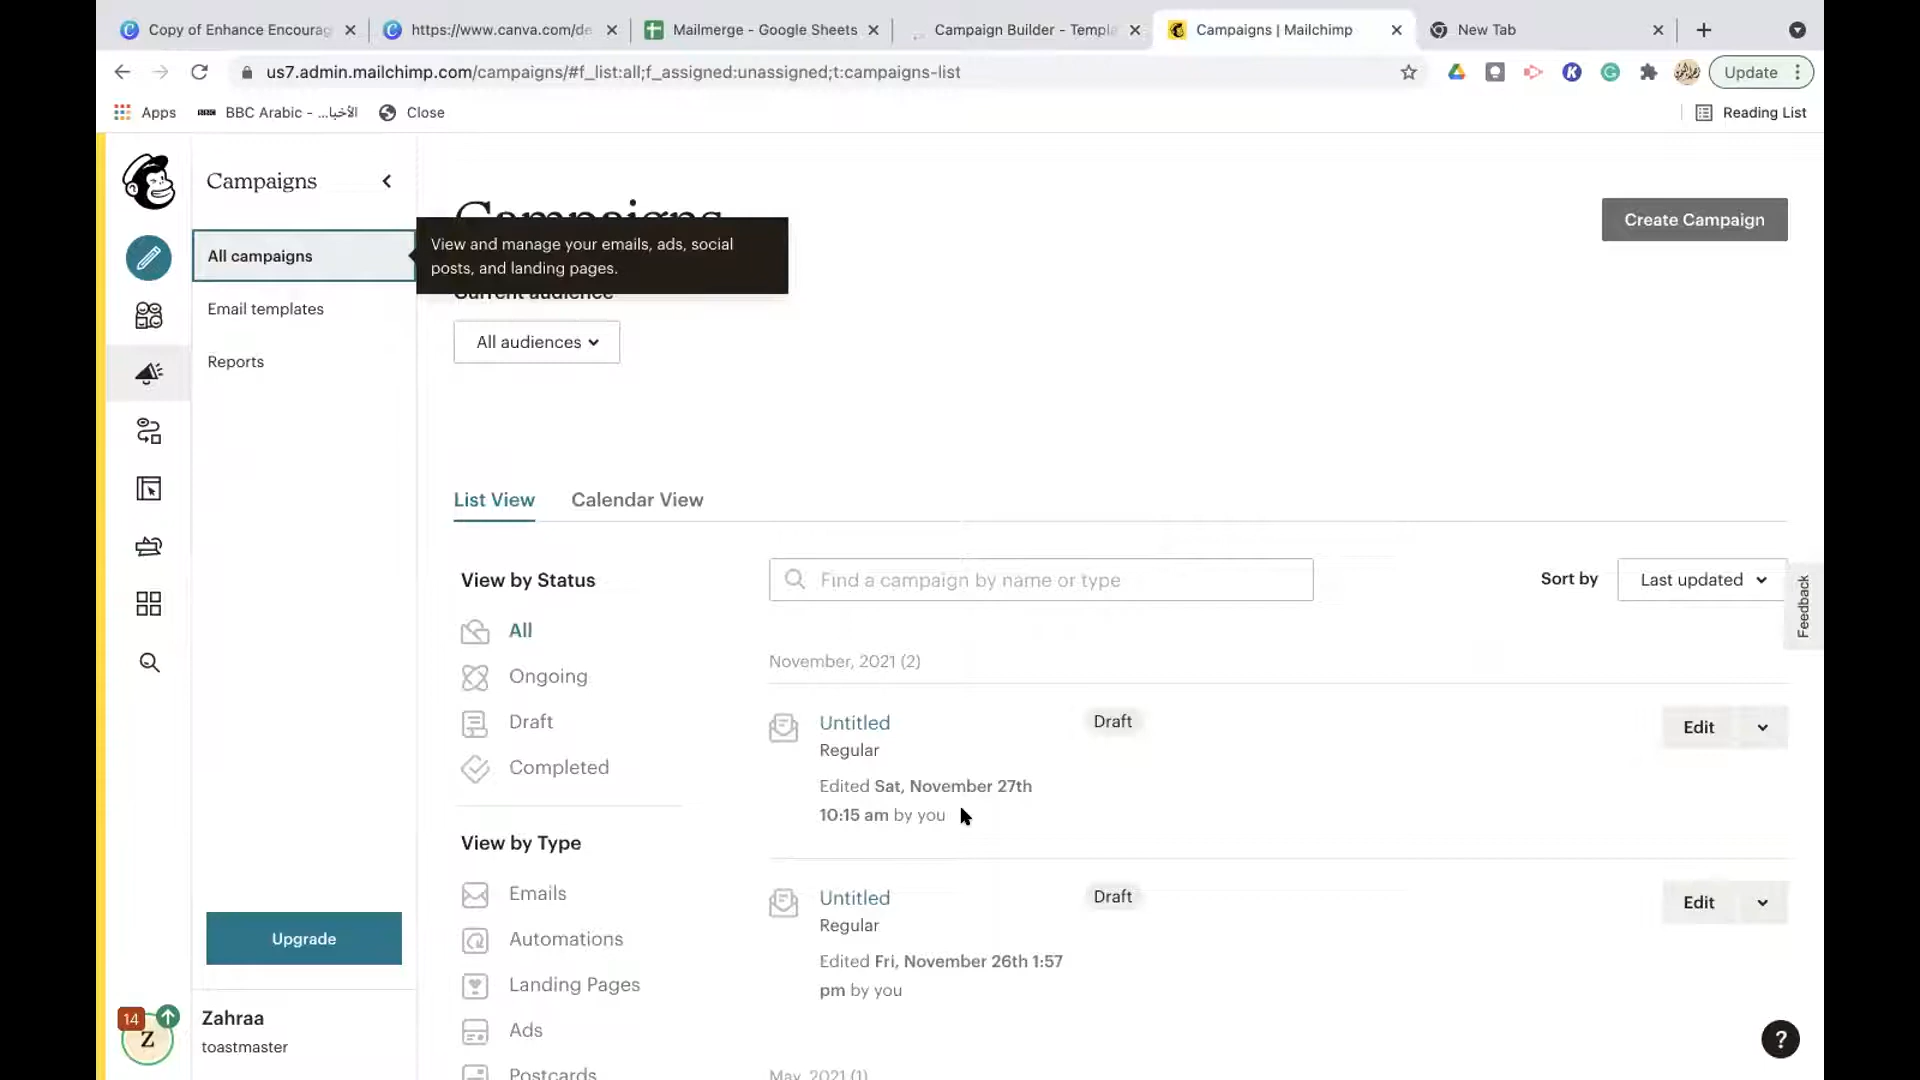 Copy of Enhance Encourag
https://www.canva.com/de
Mailmerge - Google Sheets
Campaign Builder - Templa
Campaigns | Mailchimp
New Tab
us7.admin.mailchimp.com/campaigns/#f_list:all;f_assigned:unassigned;t:campaigns-list
Update
Apps
BBC Arabic - ...الأخبا
Close
Reading List
Campaigns
Campaigns
Create Campaign
All campaigns
View and manage your emails, ads, social
posts, and landing pages.
Current audience
Email templates
All audiences
Reports
List View
Calendar View
View by Status
Find a campaign by name or type
Sort by
Last updated
Feedback
All
Ongoing
Draft
Completed
November, 2021 (2)
Untitled
Draft
Edit
Regular
Edited Sat, November 27th
10:15 am by you
View by Type
Emails
Automations
Landing Pages
Ads
Postcards
Untitled
Draft
Edit
Regular
Edited Fri, November 26th 1:57
pm by you
May, 2021 (1)
Upgrade
14
Z
Zahraa
toastmaster
?